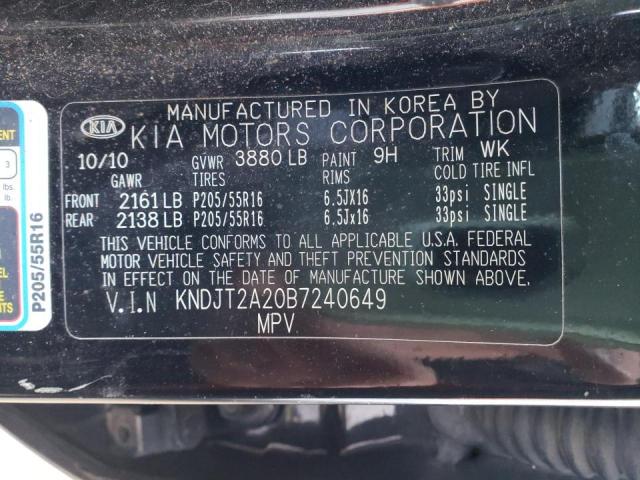 MANUFACTURED IN KOREA BY
KIA KIA MOTORS CORPORATION
10/10 GVWR 3880 LB PAINT 9H TRIM WK
GAWR TIRES RIMS COLD TIRE INFL
FRONT 2161 LB P205/55R16 6.5JX16 33psi SINGLE
REAR 2138 LB P205/55R16 6.5Jx16 33psi SINGLE
THIS VEHICLE CONFORMS TO ALL APPLICABLE U.S.A. FEDERAL
MOTOR VEHICLE SAFETY AND THEFT PREVENTION STANDARDS
IN EFFECT ON THE DATE OF MANUFACTURE SHOWN ABOVE.
V.I.N KNDJT2A20B7240649
MPV
3
lbs.
lb.
P205/55R16